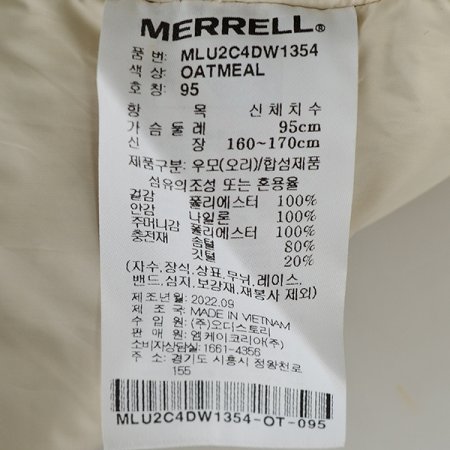 MERRELL®
품 번: MLU2C4DW1354
색 상: OATMEAL
호 칭: 95
항 목 신체치수
가슴둘레 95cm
신 장 160~170cm
제품구분: 우모(오리)/합성제품
섬유의조성 또는 혼용율
겉감 폴리에스터 100%
안감 나일론 100%
주머니감 폴리에스터 100%
충전재 솜털 80%
깃털 20%
(자수.장식.상표.무늬.레이스.
밴드.심지.보강재.재봉사 제외)
제조년월: 2022.09
제 조 국: MADE IN VIETNAM
수 입 원: (주)오디스토리
판 매 원: 엠케이코리아(주)
소비자상담실: 1661-4356
주 소: 경기도 시흥시 정왕천로
155
MLU2C4DW1354-OT-095